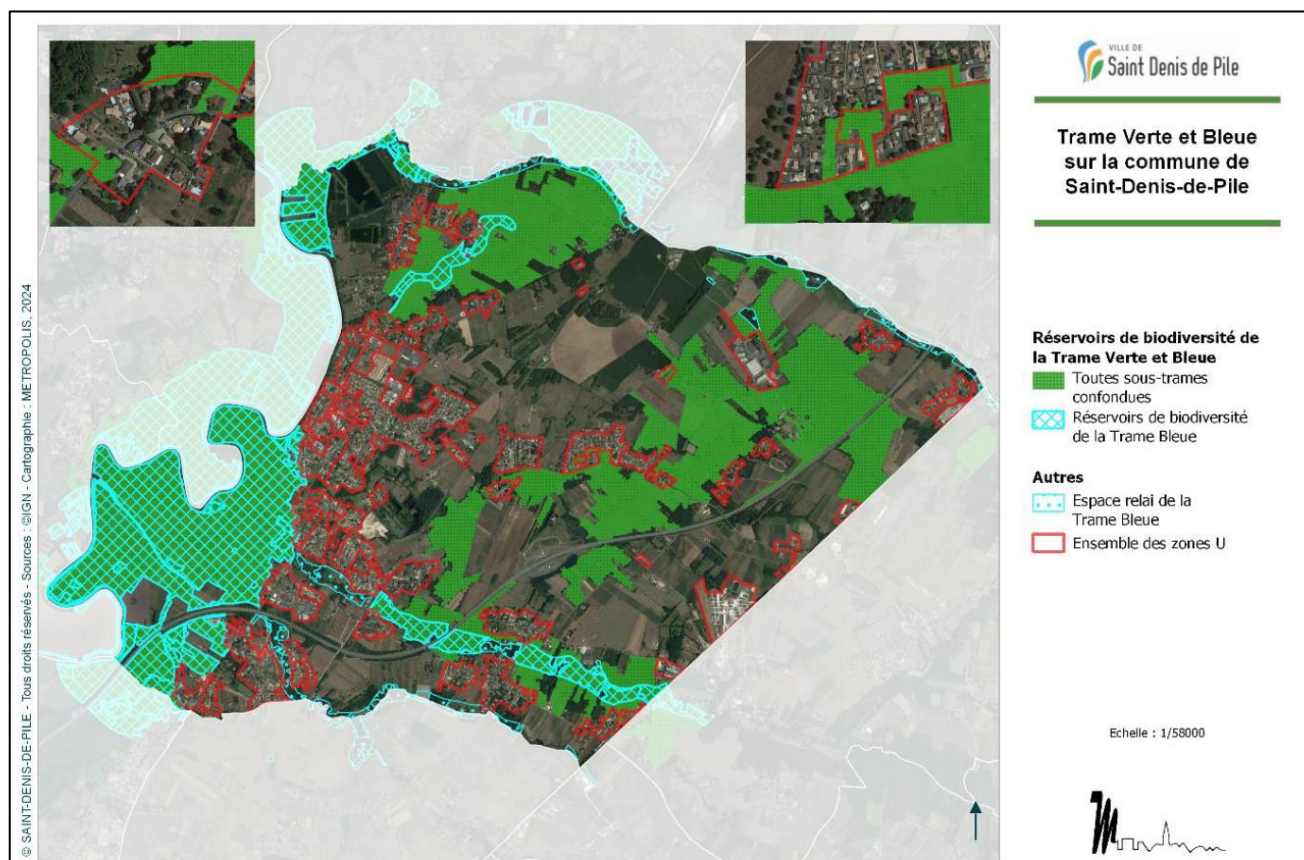 VILLE DE
Saint Denis de Pile
Trame Verte et Bleue
sur la commune de
Saint-Denis-de-Pile
Réservoirs de biodiversité de
la Trame Verte et Bleue
Toutes sous-trames
confondues
Réservoirs de biodiversité
de la Trame Bleue
Autres
Espace relai de la
Trame Bleue
Ensemble des zones U
Echelle : 1/58000
© SAINT-DENIS-DE-PILE - Tous droits réservés - Sources : ©IGN - Cartographie : METROPOLIS, 2024